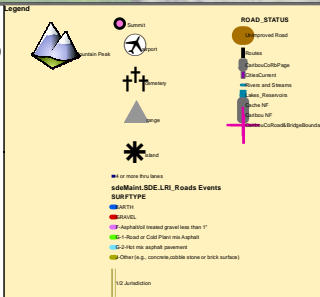 Legend
Mountain Peak
Summit
Airport
Cemetery
Range
Island
4 or more thru lanes
sdeMaint.SDE.LRI_Roads Events
SURFTYPE
EARTH
GRAVEL
F-Asphalt/oil treated gravel less than 1"
G-1-Road or Cold Plant mix Asphalt
G-2-Hot mix asphalt pavement
J-Other (e.g., concrete,cobble stone or brick surface)
1/2 Jurisdiction
ROAD_STATUS
Unimproved Road
Routes
CaribouCoRbPage
CitiesCurrent
Rivers and Streams
Lakes_Reservoirs
Cache NF
Caribou NF
CaribouCoRoad&BridgeBounda